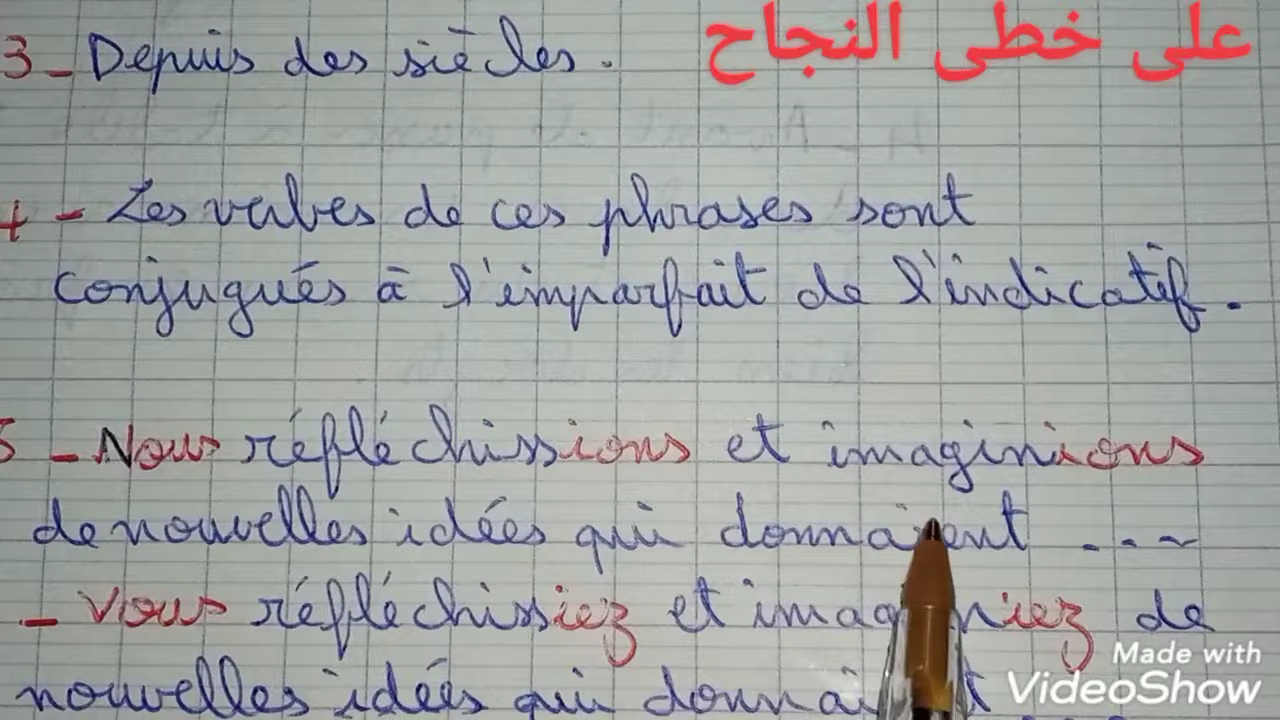 على خطى النجاح
3 - Depuis des siècles.
4 - Les verbes de ces phrases sont
conjugués à l'imparfait de l'indicatif.
5 - Nous réfléchissions et imaginions
de nouvelles idées qui donnaient ...
- Vous réfléchissiez et imaginiez de
nouvelles idées qui
Made with
VideoShow